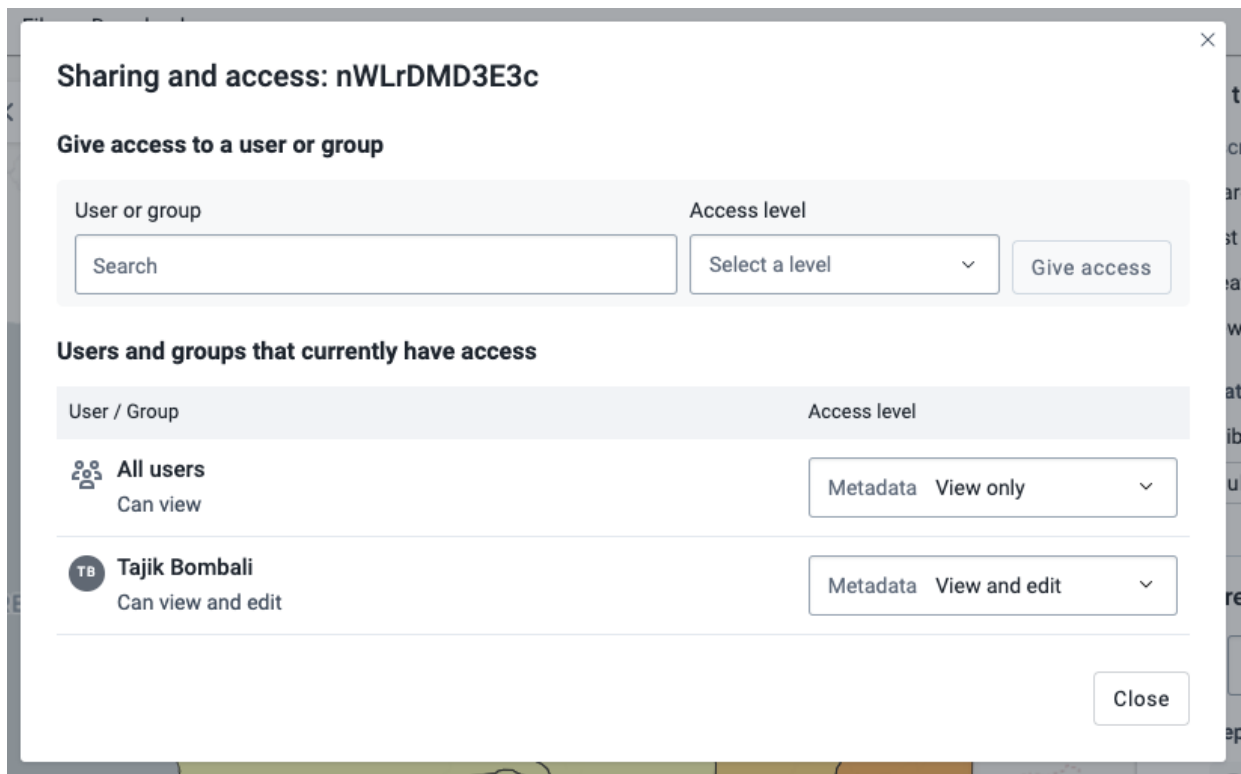 Sharing and access: nWLrDMD3E3c
Give access to a user or group
User or group Access level
Search Select a level Give access
Users and groups that currently have access
User / Group Access level
All users
Can view
Metadata View only
TB Tajik Bombali
Can view and edit
Metadata View and edit
Close